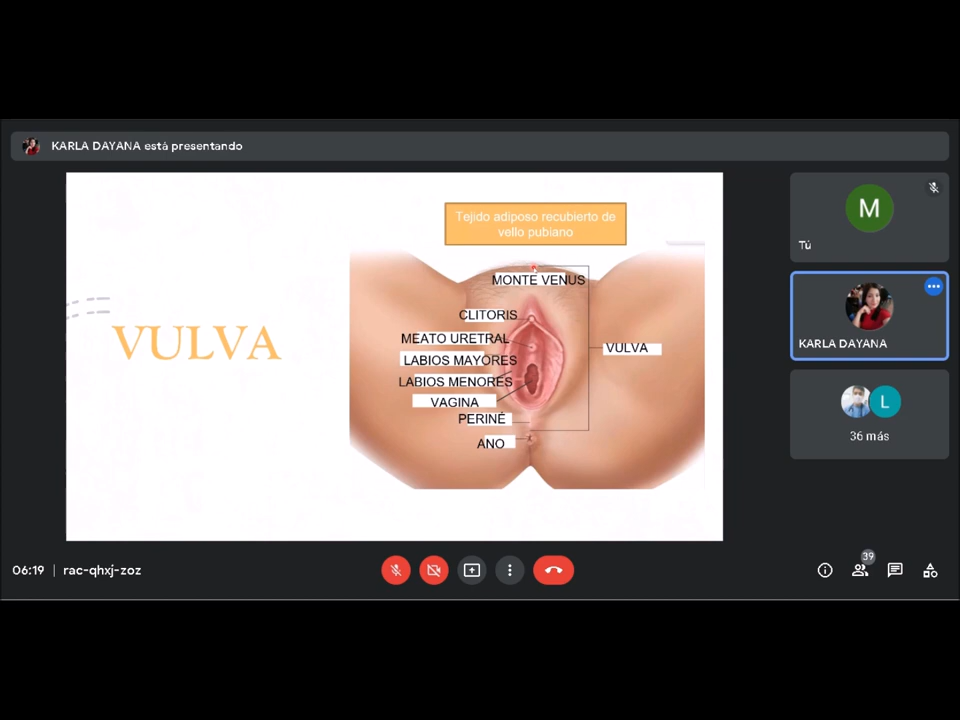 KARLA DAYANA está presentando
Tejido adiposo recubierto de
vello pubiano
MONTE VENUS
CLITORIS
MEATO URETRAL
LABIOS MAYORES
LABIOS MENORES
VAGINA
PERINÉ
ANO
VULVA
VULVA
M
Tú
KARLA DAYANA
L
36 más
06:19 | rac-qhxj-zoz
39